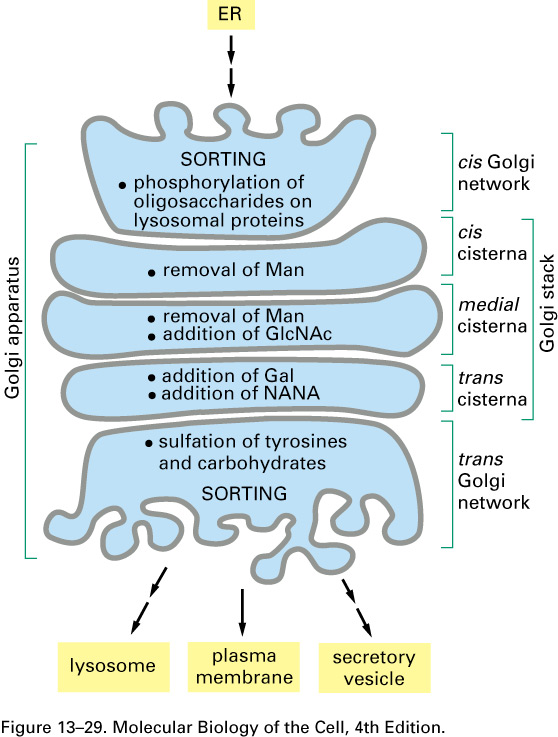 ER
SORTING
• phosphorylation of
oligosaccharides on
lysosomal proteins
cis Golgi
network
• removal of Man
cis
cisterna
• removal of Man
• addition of GlcNAc
medial
cisterna
• addition of Gal
• addition of NANA
trans
cisterna
• sulfation of tyrosines
and carbohydrates
SORTING
trans
Golgi
network
Golgi apparatus
Golgi stack
lysosome
plasma
membrane
secretory
vesicle
Figure 13–29. Molecular Biology of the Cell, 4th Edition.